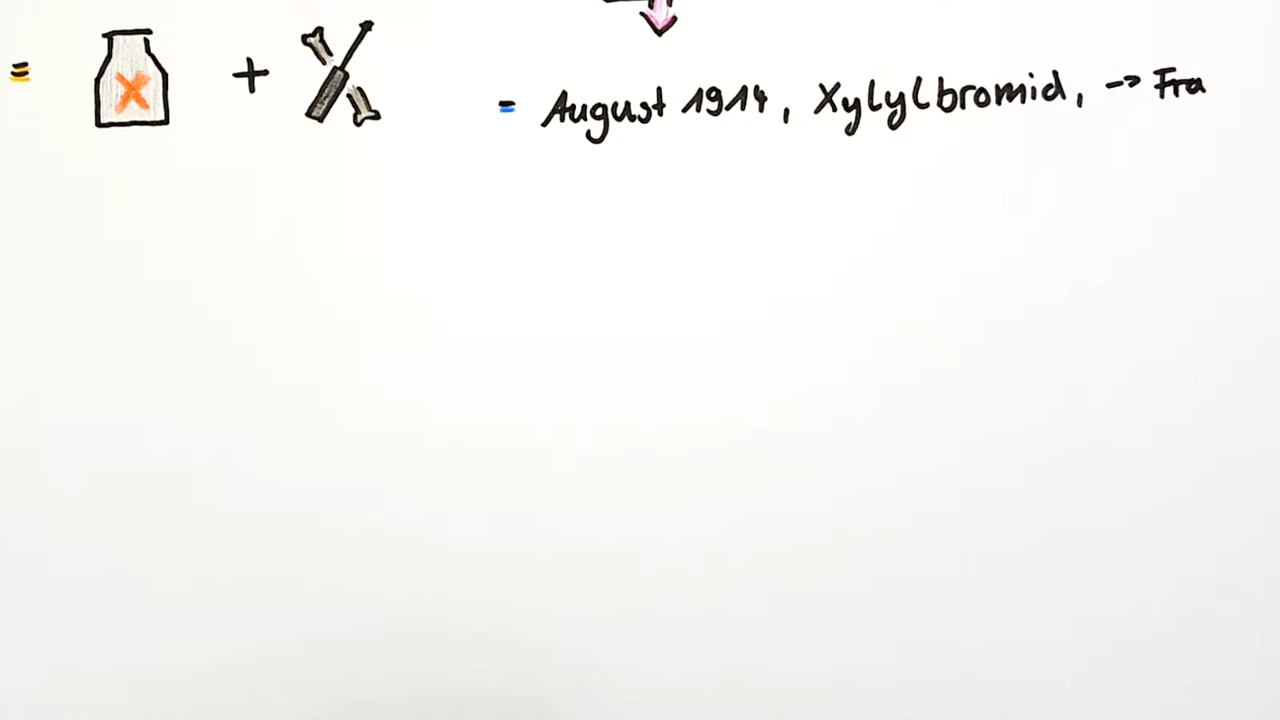 = + = August 1914, Xylylbromid, -> Fra